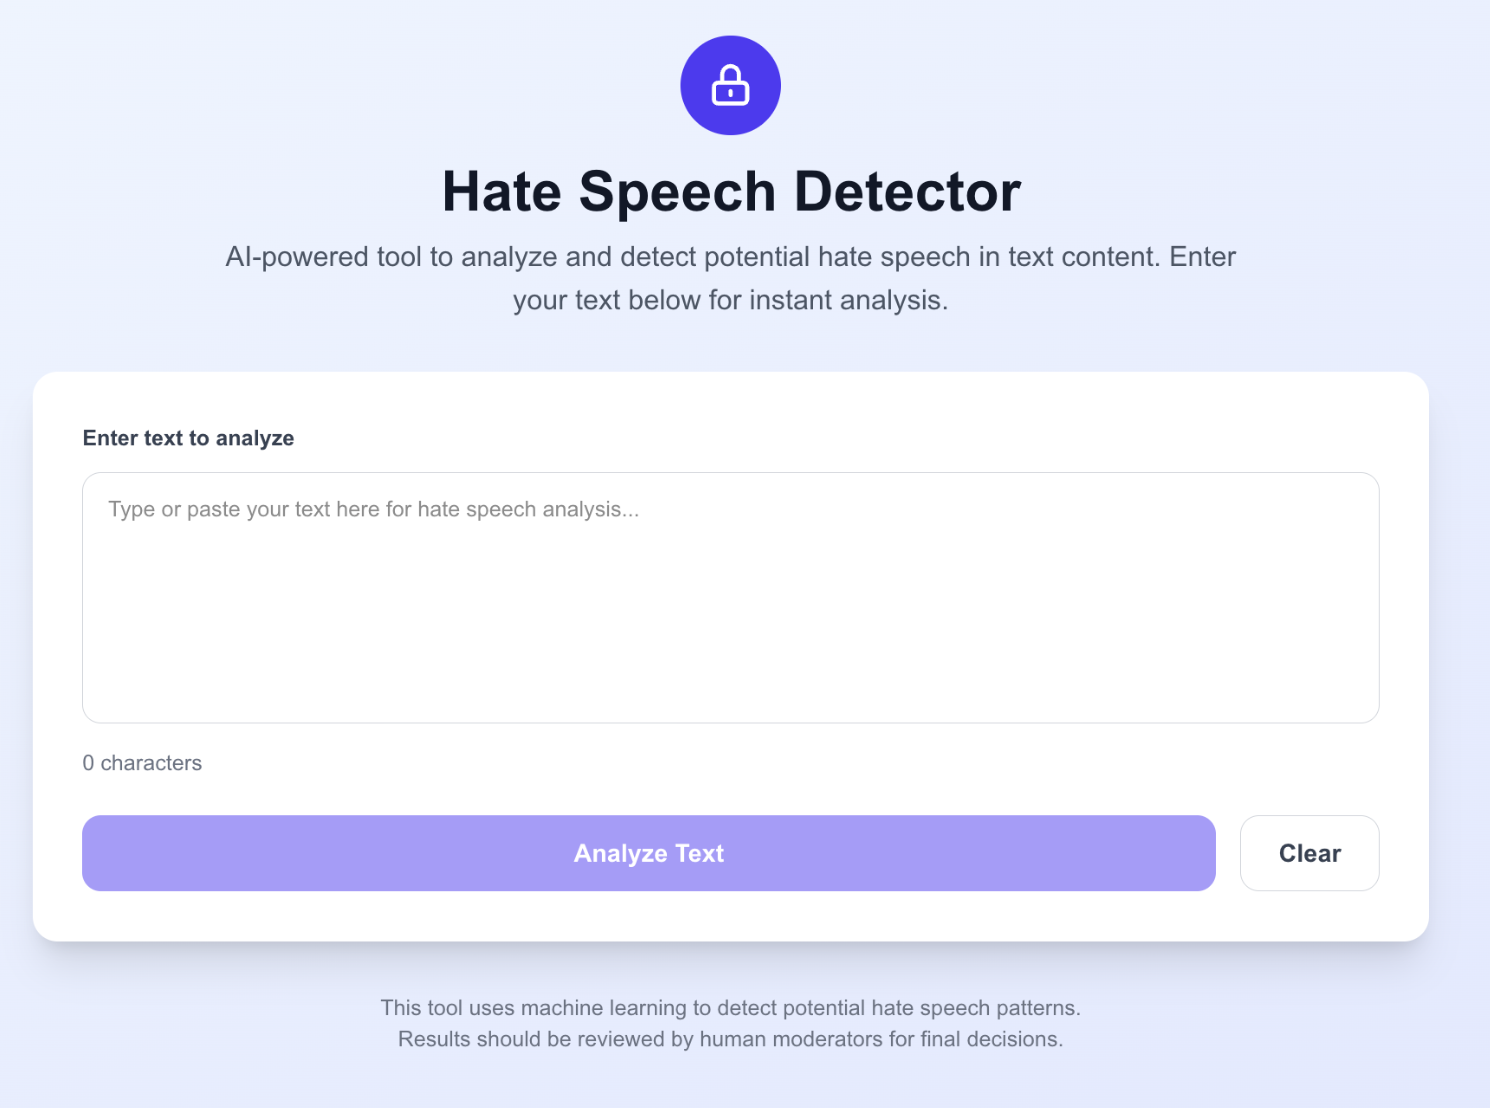 Hate Speech Detector
AI-powered tool to analyze and detect potential hate speech in text content. Enter
your text below for instant analysis.
Enter text to analyze
Type or paste your text here for hate speech analysis...
0 characters
Analyze Text
Clear
This tool uses machine learning to detect potential hate speech patterns.
Results should be reviewed by human moderators for final decisions.